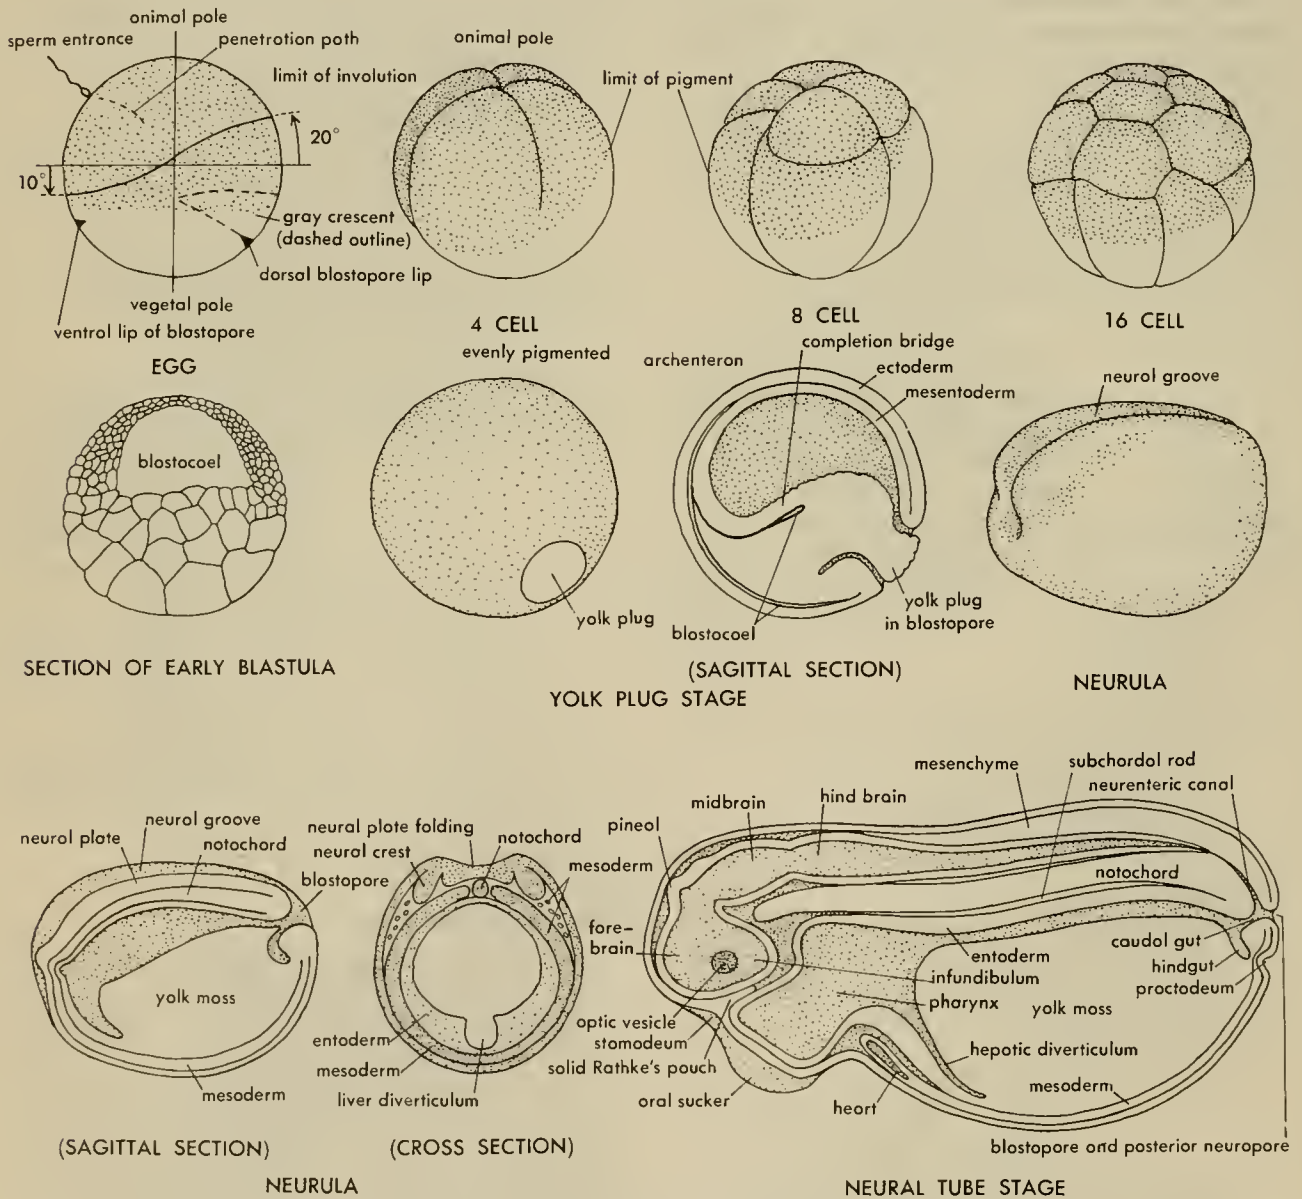 animal pole
sperm entrance
penetration path
limit of involution
20°
10°
gray crescent
(dashed outline)
dorsal blastopore lip
vegetal pole
ventral lip of blastopore
EGG
animal pole
limit of pigment
4 CELL
8 CELL
16 CELL
blastocoel
SECTION OF EARLY BLASTULA
evenly pigmented
yolk plug
archenteron
completion bridge
ectoderm
mesentoderm
blastocoel
yolk plug
in blastopore
(SAGITTAL SECTION)
YOLK PLUG STAGE
neural groove
NEURULA
neural plate
neural groove
notochord
blastopore
yolk mass
mesoderm
(SAGITTAL SECTION)
neural plate folding
neural crest
notochord
mesoderm
entoderm
mesoderm
liver diverticulum
(CROSS SECTION)
NEURULA
mesenchyme
subchordal rod
neurenteric canal
midbrain
hind brain
pineal
notochord
fore-
brain
caudal gut
hindgut
proctodeum
entoderm
infundibulum
pharynx
yolk mass
optic vesicle
stomodeum
solid Rathke's pouch
oral sucker
heart
hepatic diverticulum
mesoderm
blastopore and posterior neuropore
NEURAL TUBE STAGE